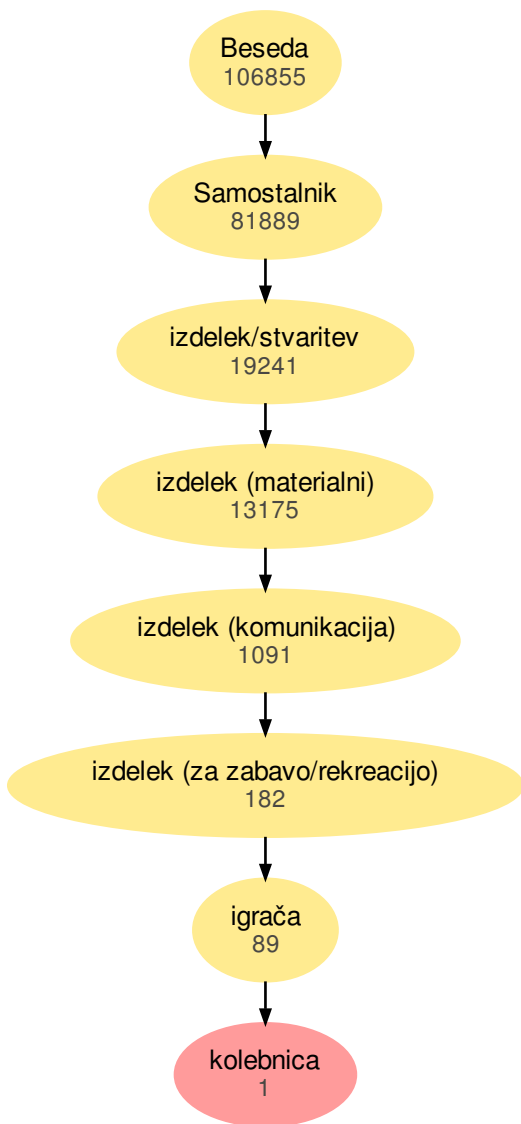 Beseda
106855
Samostalnik
81889
izdelek/stvaritev
19241
izdelek (materialni)
13175
izdelek (komunikacija)
1091
izdelek (za zabavo/rekreacijo)
182
igrača
89
kolebnica
1